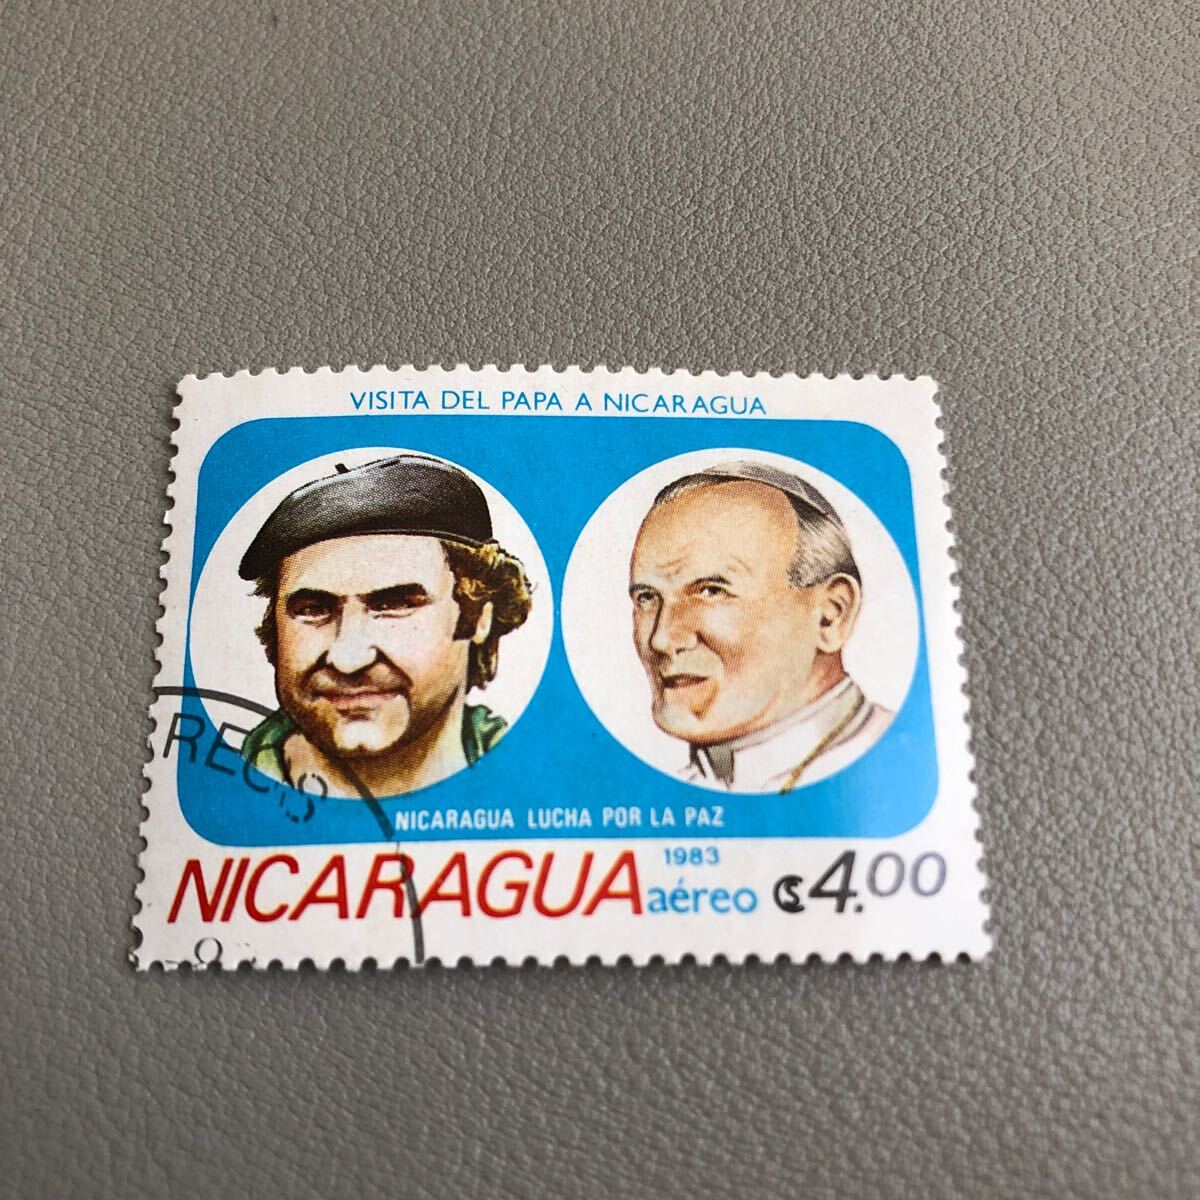 VISITA DEL PAPA A NICARAGUA
NICARAGUA LUCHA POR LA PAZ
NICARAGUA 1983 aéreo ₡4.00